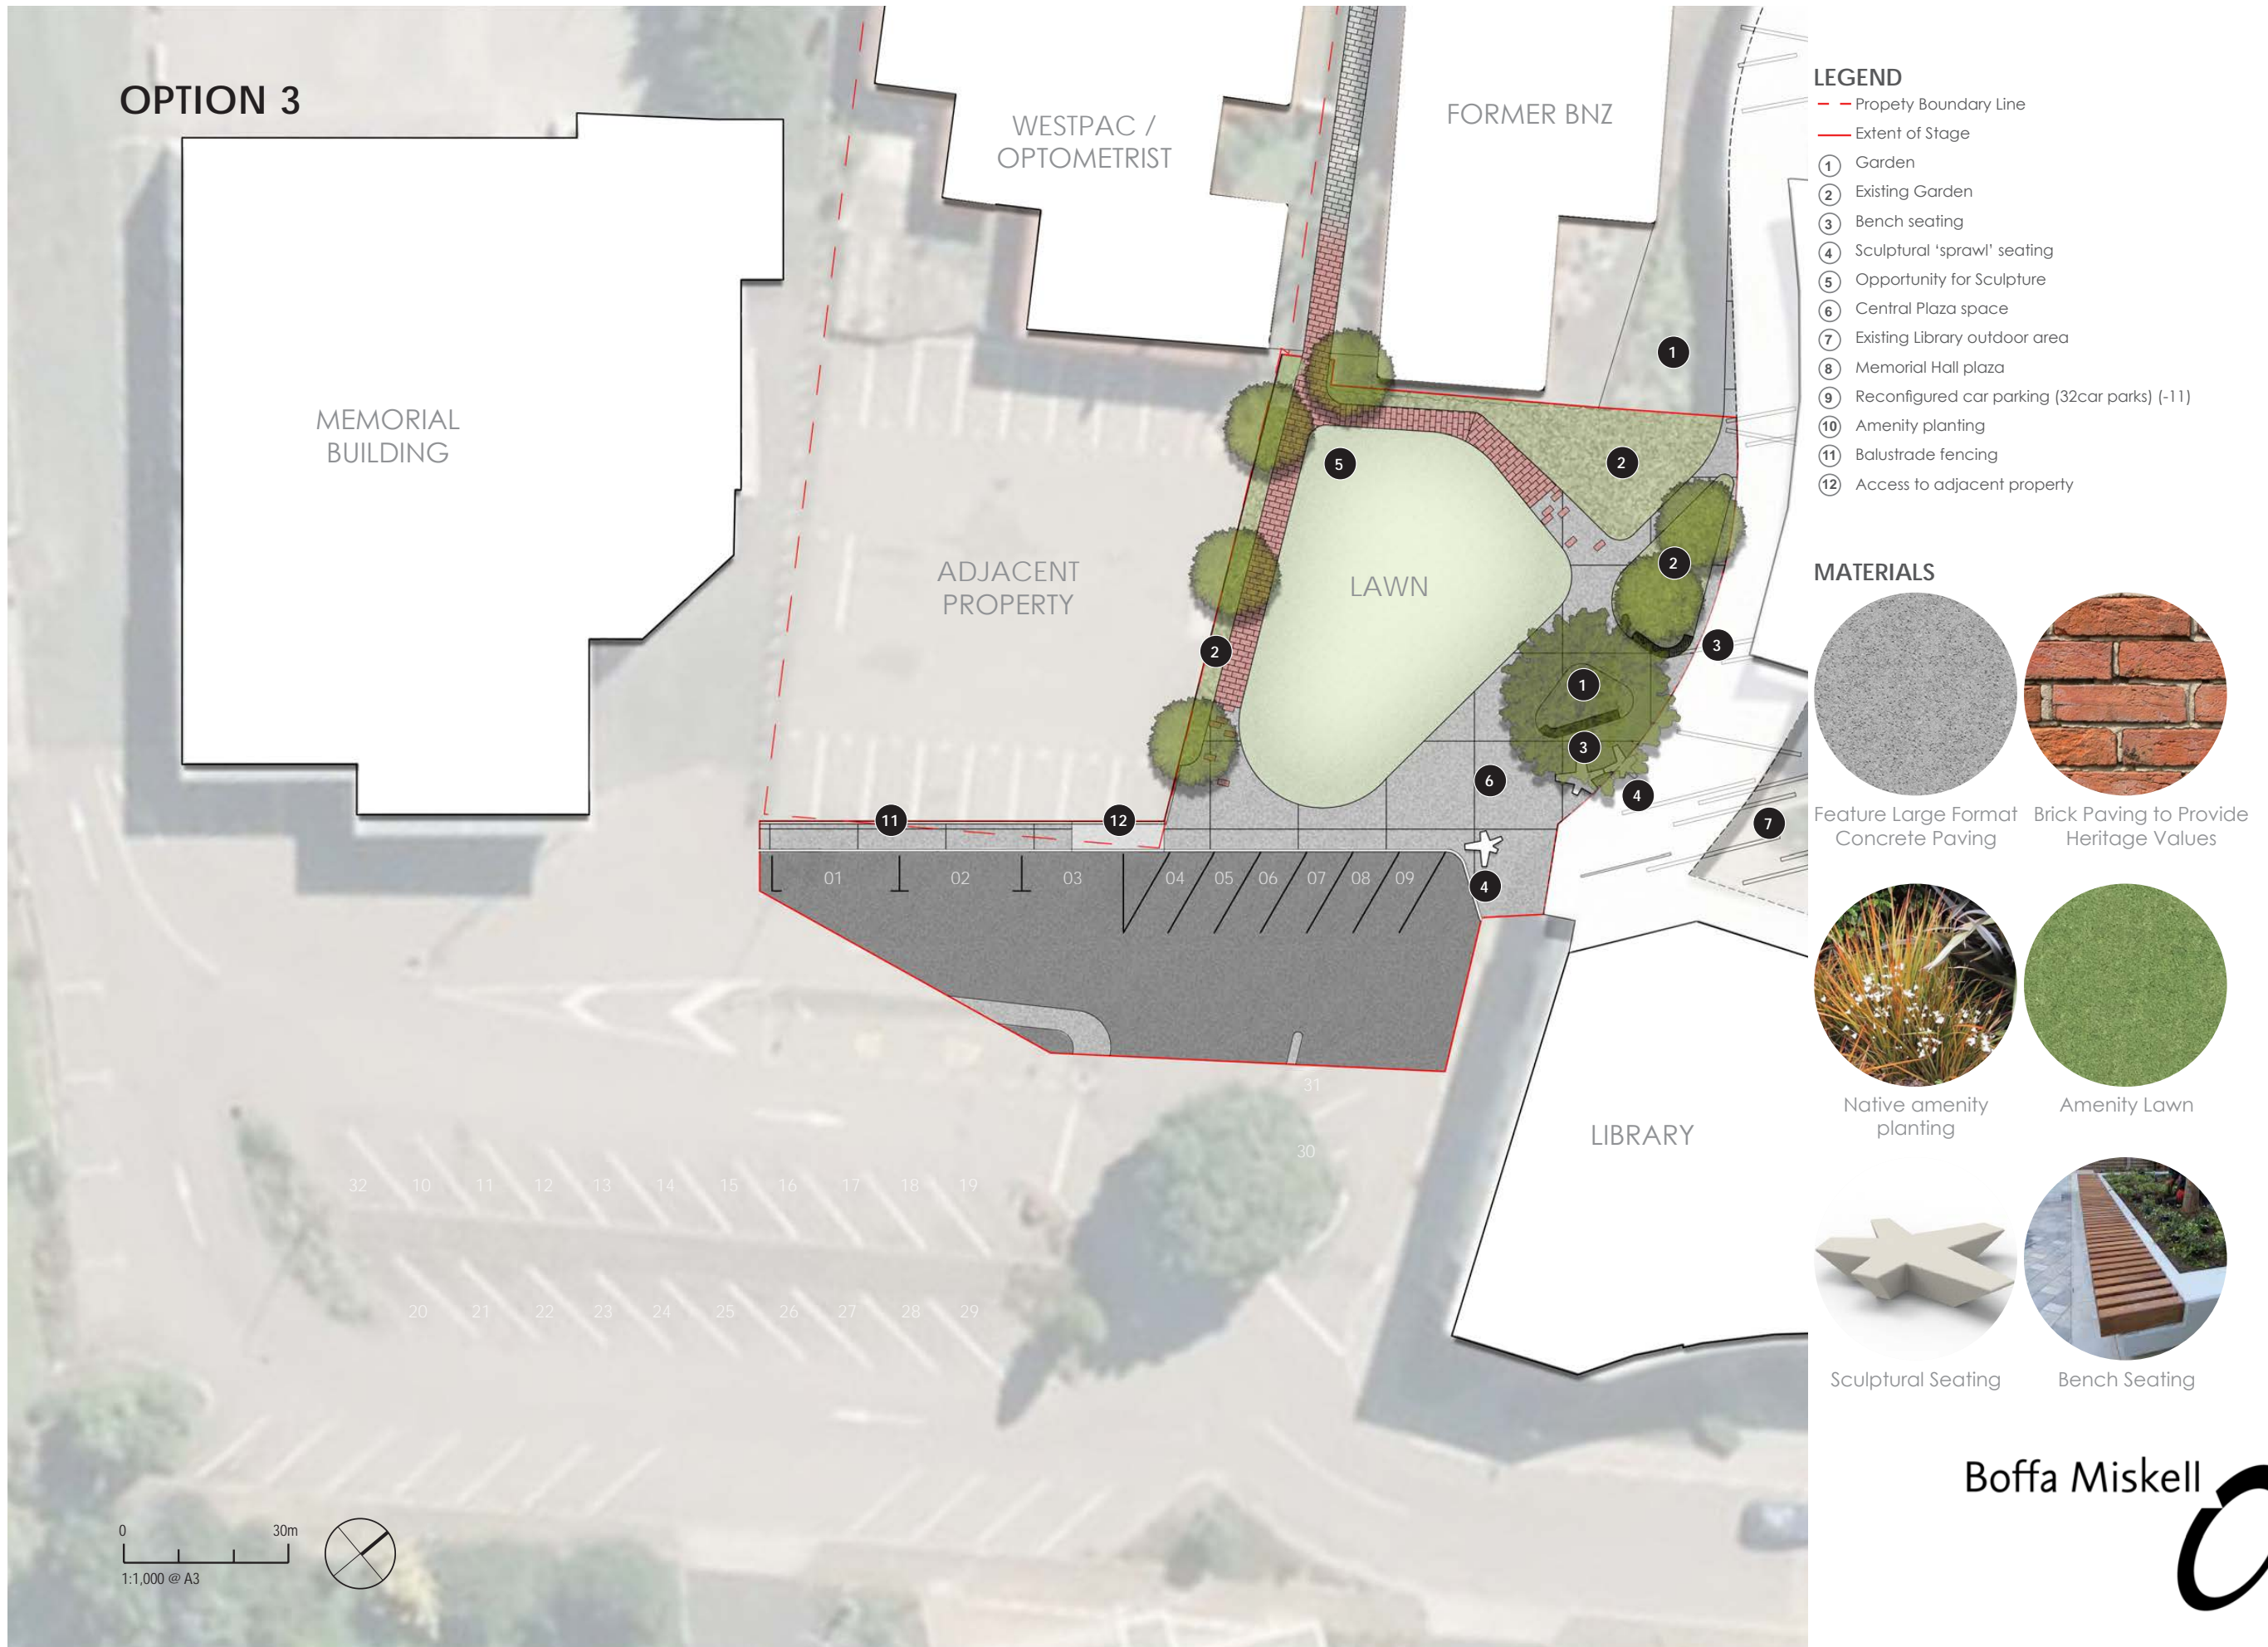 OPTION 3
WESTPAC /
OPTOMETRIST
FORMER BNZ
MEMORIAL
BUILDING
ADJACENT
PROPERTY
LAWN
LIBRARY
1
5
2
2
3
2
1
3
6
4
7
11
12
4
01
02
03
04
05
06
07
08
09
31
30
32
10
11
12
13
14
15
16
17
18
19
20
21
22
23
24
25
26
27
28
29
0
30m
1:1,000 @ A3
LEGEND
Propety Boundary Line
Extent of Stage
1 Garden
2 Existing Garden
3 Bench seating
4 Sculptural ‘sprawl’ seating
5 Opportunity for Sculpture
6 Central Plaza space
7 Existing Library outdoor area
8 Memorial Hall plaza
9 Reconfigured car parking (32car parks) (-11)
10 Amenity planting
11 Balustrade fencing
12 Access to adjacent property
MATERIALS
Feature Large Format
Concrete Paving
Brick Paving to Provide
Heritage Values
Native amenity
planting
Amenity Lawn
Sculptural Seating
Bench Seating
Boffa Miskell